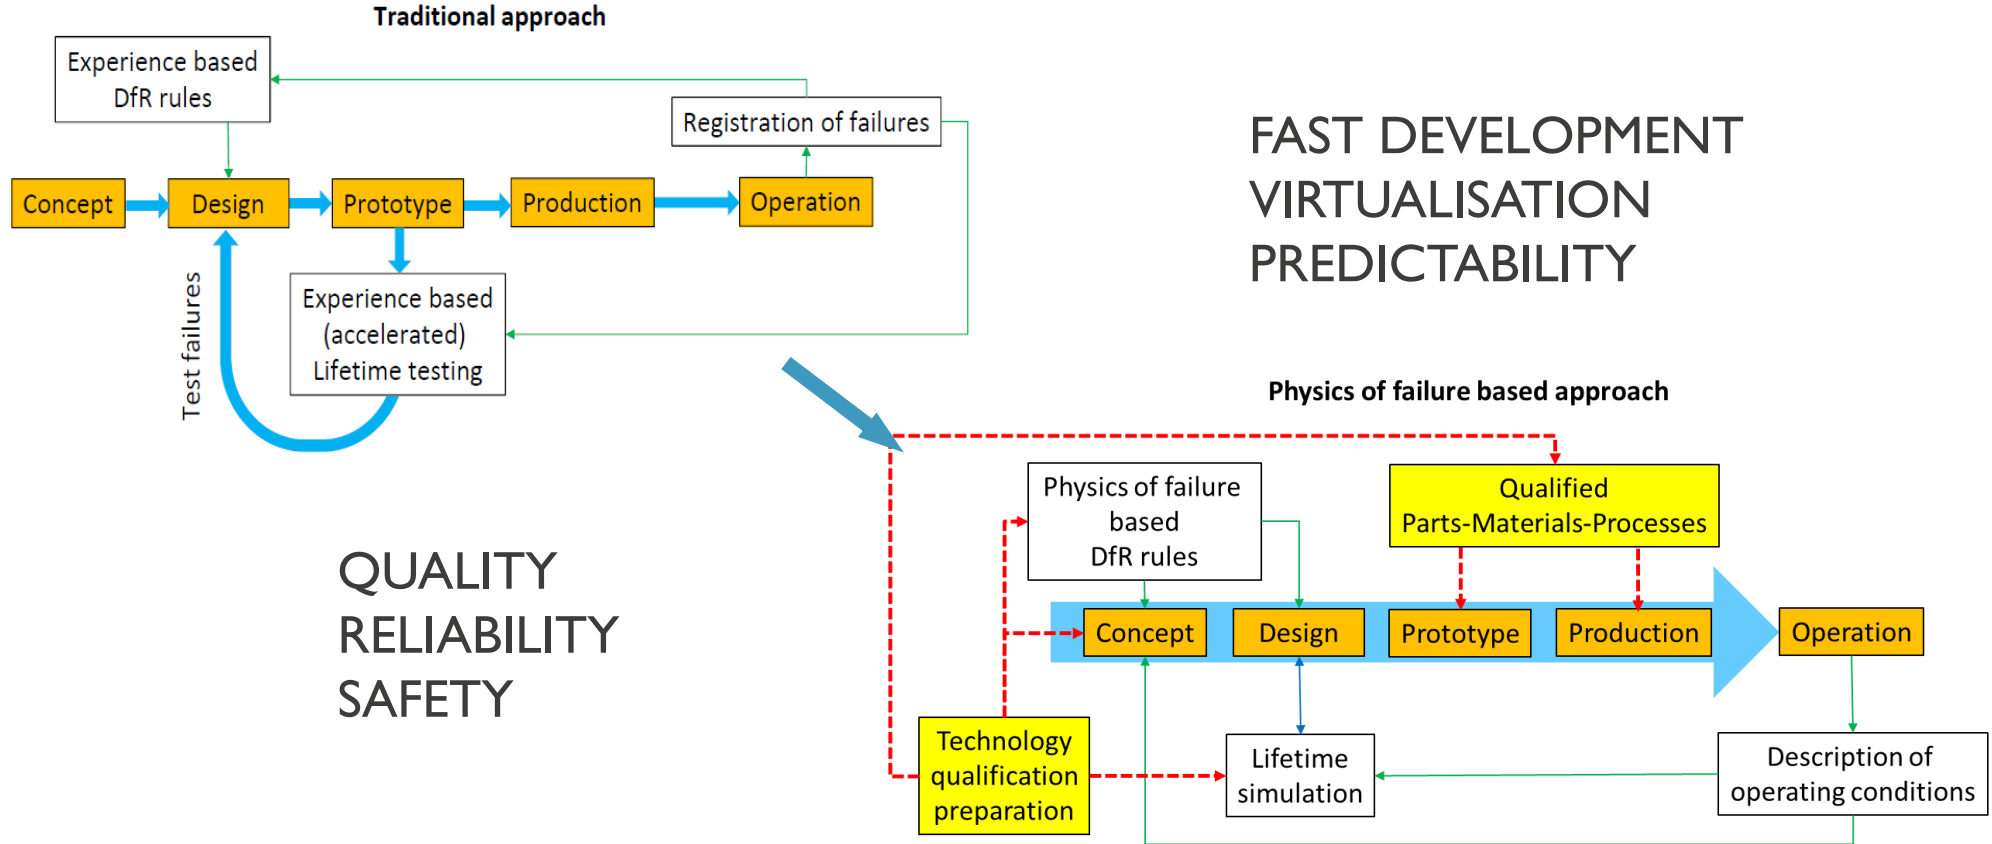 Traditional approach
Experience based
DfR rules
Registration of failures
Concept
Design
Prototype
Production
Operation
Test failures
Experience based
(accelerated)
Lifetime testing
FAST DEVELOPMENT
VIRTUALISATION
PREDICTABILITY
QUALITY
RELIABILITY
SAFETY
Physics of failure based approach
Physics of failure
based
DfR rules
Qualified
Parts-Materials-Processes
Concept
Design
Prototype
Production
Operation
Technology
qualification
preparation
Lifetime
simulation
Description of
operating conditions